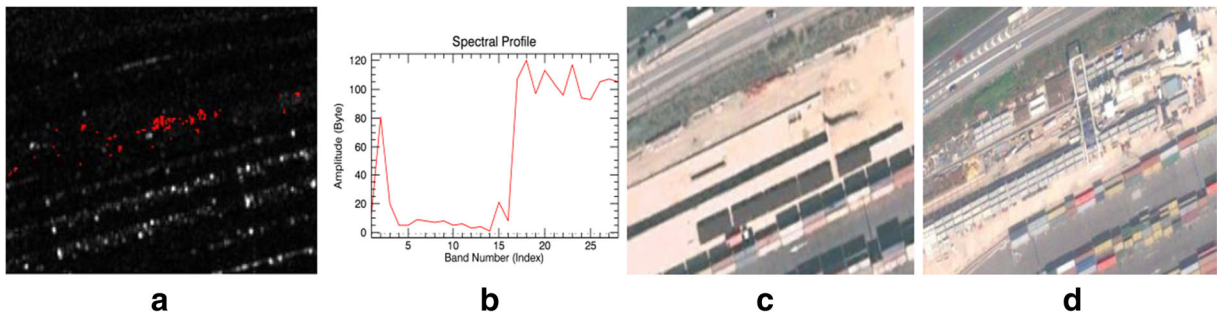 Spectral Profile
120
100
80
60
40
20
0
Amplitude (Byte)
5 10 15 20 25
Band Number (Index)
a b c d